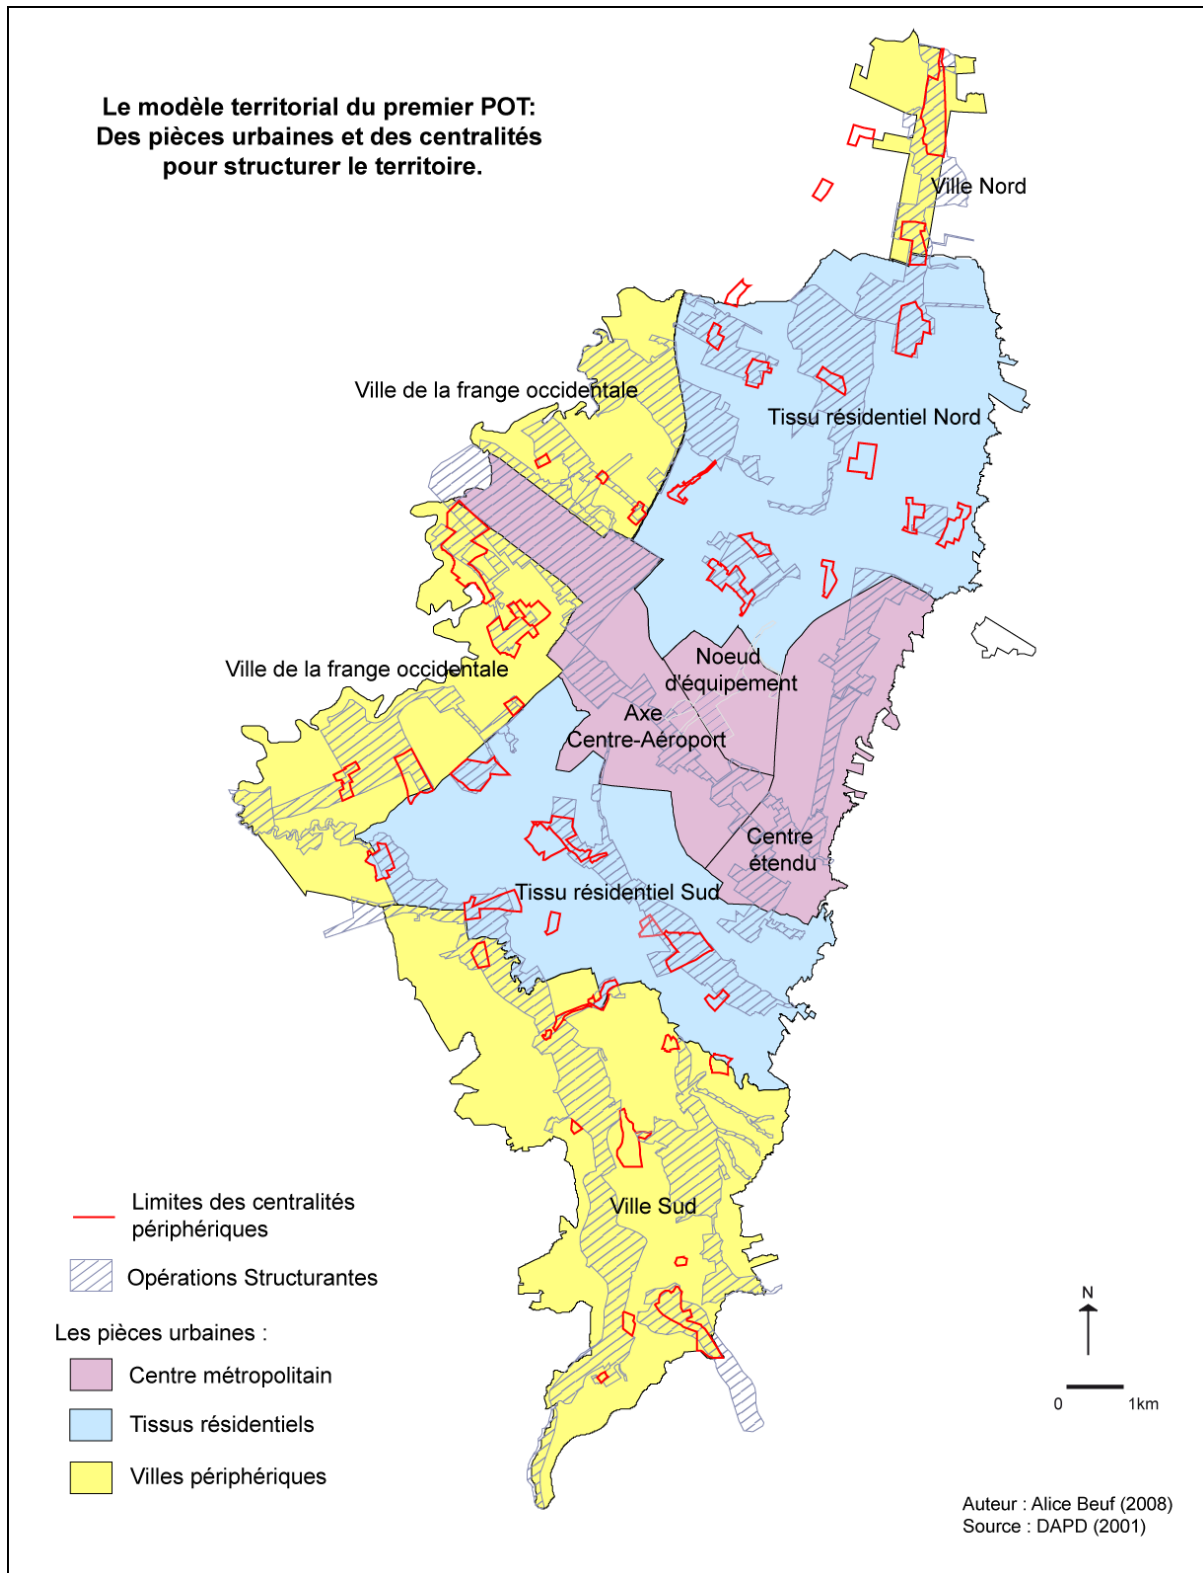 Le modèle territorial du premier POT:
Des pièces urbaines et des centralités
pour structurer le territoire.
Ville Nord
Ville de la frange occidentale
Tissu résidentiel Nord
Ville de la frange occidentale
Noeud
d'équipement
Axe
Centre-Aéroport
Centre
étendu
Tissu résidentiel Sud
Ville Sud
Limites des centralités
périphériques
Opérations Structurantes
Les pièces urbaines :
Centre métropolitain
Tissus résidentiels
Villes périphériques
N
0 1km
Auteur : Alice Beuf (2008)
Source : DAPD (2001)